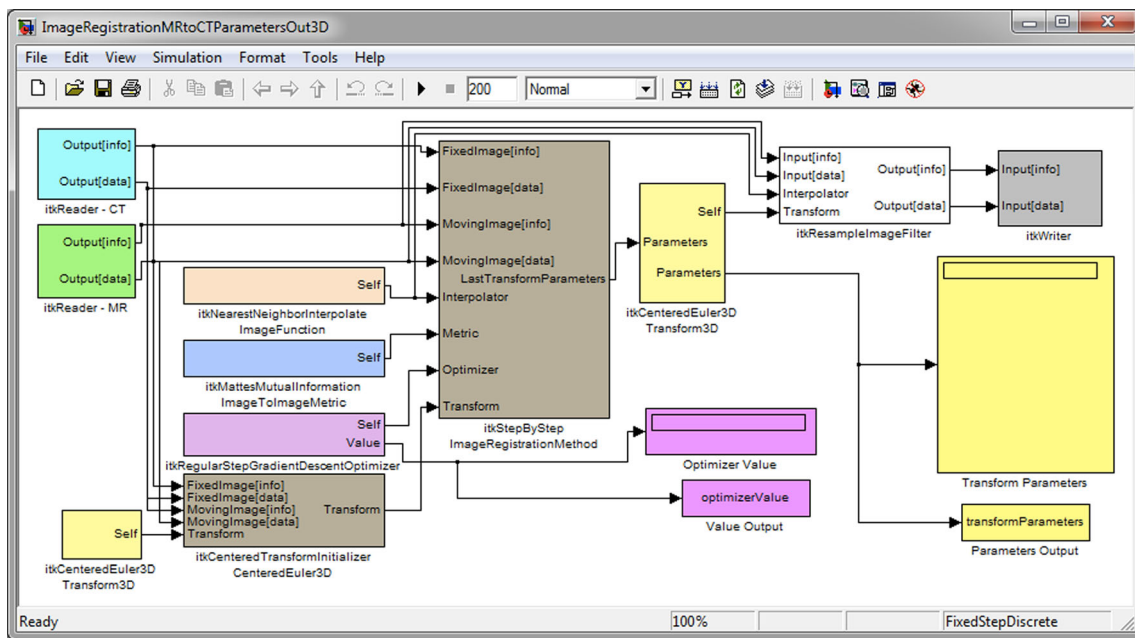 ImageRegistrationMRtoCTParametersOut3D
File Edit View Simulation Format Tools Help
200 Normal
Output[info]
Output[data]
itkReader - CT
Output[info]
Output[data]
itkReader - MR
Self
itkNearestNeighborInterpolate
ImageFunction
Self
itkMattesMutualInformation
ImageToImageMetric
Self
Value
itkRegularStepGradientDescentOptimizer
FixedImage[info]
FixedImage[data]
MovingImage[info]
MovingImage[data]
Transform
Transform
itkCenteredTransformInitializer
CenteredEuler3D
Self
itkCenteredEuler3D
Transform3D
FixedImage[info]
FixedImage[data]
MovingImage[info]
MovingImage[data]
LastTransformParameters
Interpolator
Metric
Optimizer
Transform
itkStepByStep
ImageRegistrationMethod
Self
Parameters
Parameters
itkCenteredEuler3D
Transform3D
Input[info]
Input[data]
Interpolator
Transform
Output[info]
Output[data]
itkResampleImageFilter
Input[info]
Input[data]
itkWriter
Optimizer Value
optimizerValue
Value Output
Transform Parameters
transformParameters
Parameters Output
Ready 100% FixedStepDiscrete